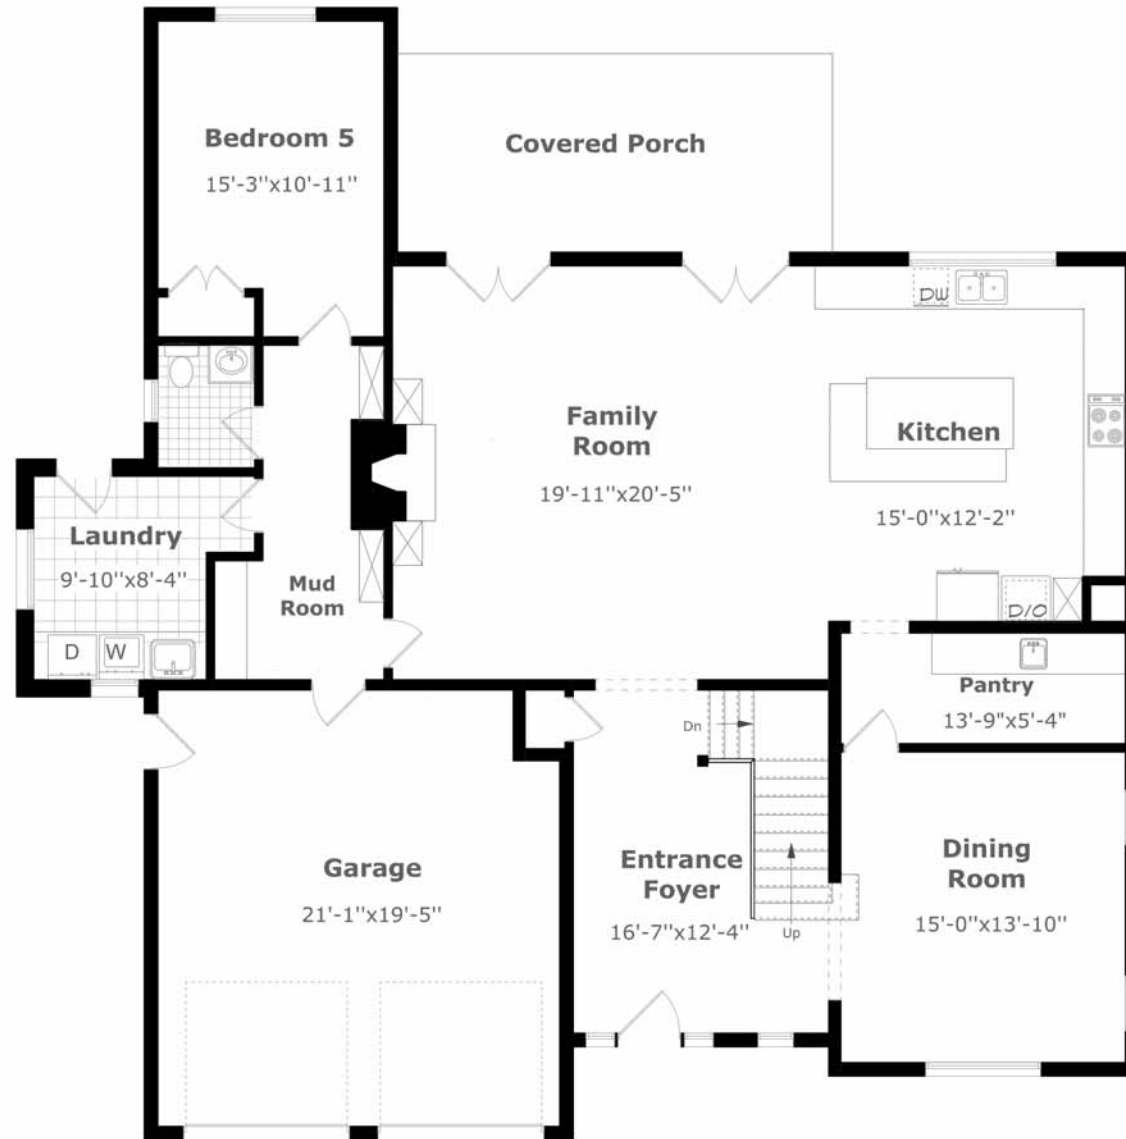 Bedroom 5
15'-3"x10'-11"
Covered Porch
DW
Family
Room
19'-11"x20'-5"
Kitchen
15'-0"x12'-2"
Laundry
9'-10"x8'-4"
Mud
Room
D/O
D
W
Pantry
13'-9"x5'-4"
Dn
Garage
21'-1"x19'-5"
Entrance
Foyer
16'-7"x12'-4"
Up
Dining
Room
15'-0"x13'-10"